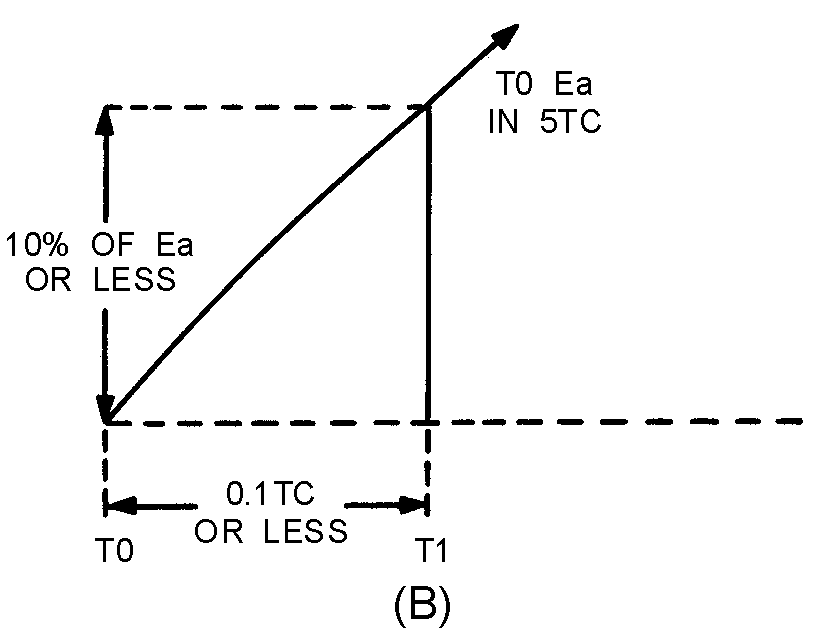 T0 Ea
IN 5TC
10% OF Ea
OR LESS
0.1TC
OR LESS
T0
T1
(B)